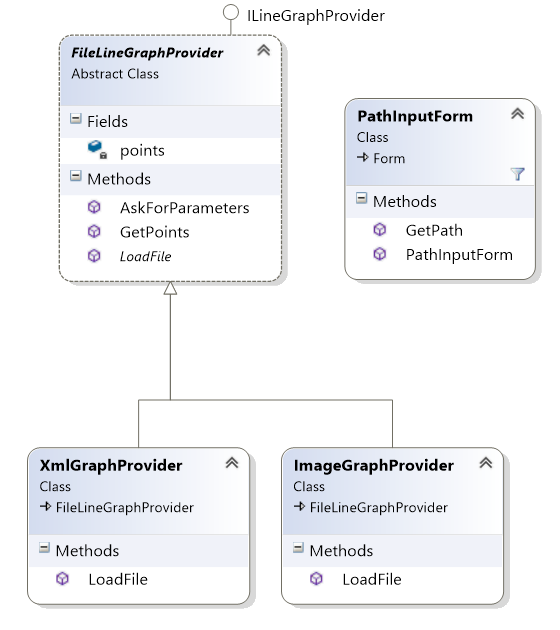 ILineGraphProvider
FileLineGraphProvider
Abstract Class
Fields
points
Methods
AskForParameters
GetPoints
LoadFile
PathInputForm
Class
Form
Methods
GetPath
PathInputForm
XmlGraphProvider
Class
FileLineGraphProvider
Methods
LoadFile
ImageGraphProvider
Class
FileLineGraphProvider
Methods
LoadFile